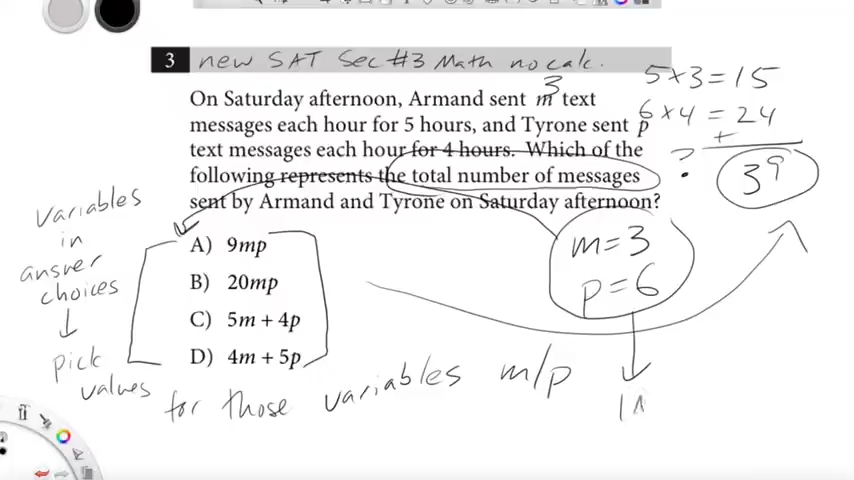 3 new SAT Sec #3 Math no calc.
On Saturday afternoon, Armand sent m text
3
messages each hour for 5 hours, and Tyrone sent p
text messages each hour for 4 hours. Which of the
following represents the total number of messages
sent by Armand and Tyrone on Saturday afternoon?
A) 9mp
B) 20mp
C) 5m + 4p
D) 4m + 5p
5×3=15
6×4=24
+
39
?
m=3
p=6
variables
in
answer
choices
↓
pick
values
for those variables m/p